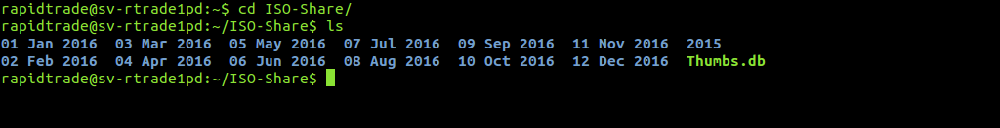 rapidtrade@sv-rtrade1pd:~$ cd ISO-Share/
rapidtrade@sv-rtrade1pd:~/ISO-Share$ ls
01 Jan 2016  03 Mar 2016  05 May 2016  07 Jul 2016  09 Sep 2016  11 Nov 2016  2015
02 Feb 2016  04 Apr 2016  06 Jun 2016  08 Aug 2016  10 Oct 2016  12 Dec 2016  Thumbs.db
rapidtrade@sv-rtrade1pd:~/ISO-Share$